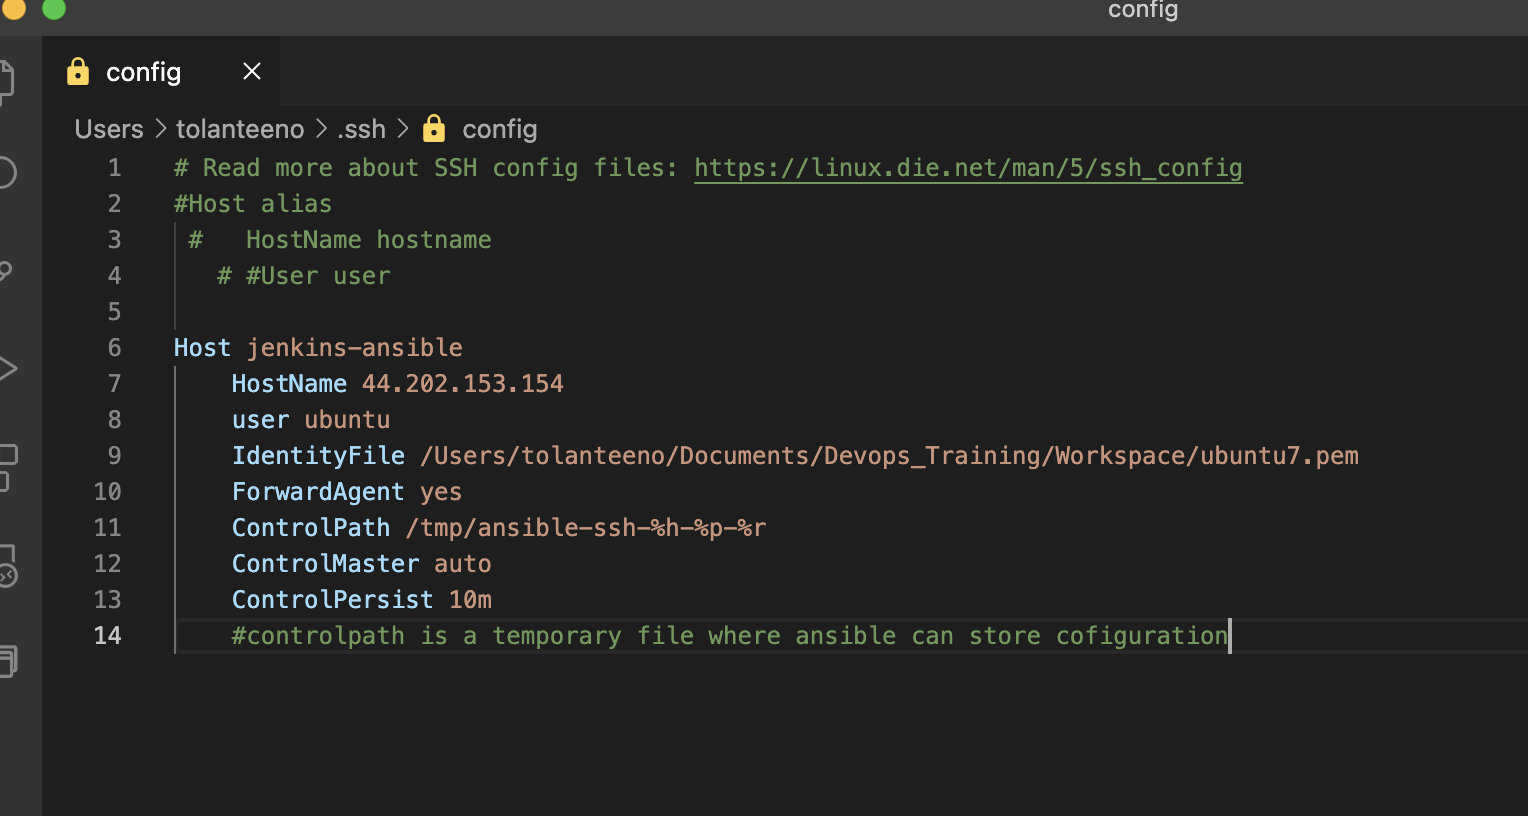 config
config
Users > tolanteeno > .ssh > config
1 # Read more about SSH config files: https://linux.die.net/man/5/ssh_config
2 #Host alias
3 #   HostName hostname
4 # #User user
5
6 Host jenkins-ansible
7 HostName 44.202.153.154
8 user ubuntu
9 IdentityFile /Users/tolanteeno/Documents/Devops_Training/Workspace/ubuntu7.pem
10 ForwardAgent yes
11 ControlPath /tmp/ansible-ssh-%h-%p-%r
12 ControlMaster auto
13 ControlPersist 10m
14 #controlpath is a temporary file where ansible can store cofiguration